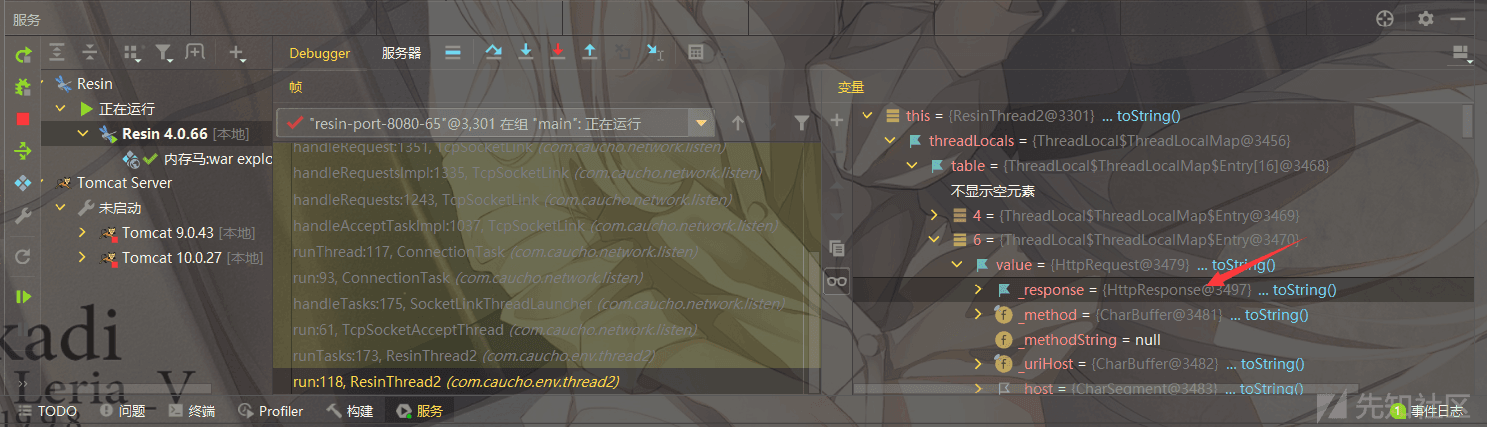 服务
Debugger 服务器
Resin
正在运行
Resin 4.0.66 [本地]
内存马:war explo
Tomcat Server
未启动
Tomcat 9.0.43 [本地]
Tomcat 10.0.27 [本地]
帧
"resin-port-8080-65"@3,301 在组 "main": 正在运行
handleRequest:1351, TcpSocketLink (com.caucho.network.listen)
handleRequestsImpl:1335, TcpSocketLink (com.caucho.network.listen)
handleRequests:1243, TcpSocketLink (com.caucho.network.listen)
handleAcceptTaskImpl:1037, TcpSocketLink (com.caucho.network.listen)
runThread:117, ConnectionTask (com.caucho.network.listen)
run:93, ConnectionTask (com.caucho.network.listen)
handleTasks:175, SocketLinkThreadLauncher (com.caucho.network.listen)
run:61, TcpSocketAcceptThread (com.caucho.network.listen)
runTasks:173, ResinThread2 (com.caucho.env.thread2)
run:118, ResinThread2 (com.caucho.env.thread2)
变量
this = {ResinThread2@3301} ... toString()
threadLocals = {ThreadLocal$ThreadLocalMap@3456}
table = {ThreadLocal$ThreadLocalMap$Entry[16]@3468}
不显示空元素
4 = {ThreadLocal$ThreadLocalMap$Entry@3469}
6 = {ThreadLocal$ThreadLocalMap$Entry@3470}
value = {HttpRequest@3479} ... toString()
_response = {HttpResponse@3497} ... toString()
_method = {CharBuffer@3481} ... toString()
_methodString = null
_uriHost = {CharBuffer@3482} ... toString()
_host = {CharSegment@3483} ... toString()
kadi
Leria_V
1998
TODO 问题 终端 Profiler 构建 服务
1 事件日志
先知社区